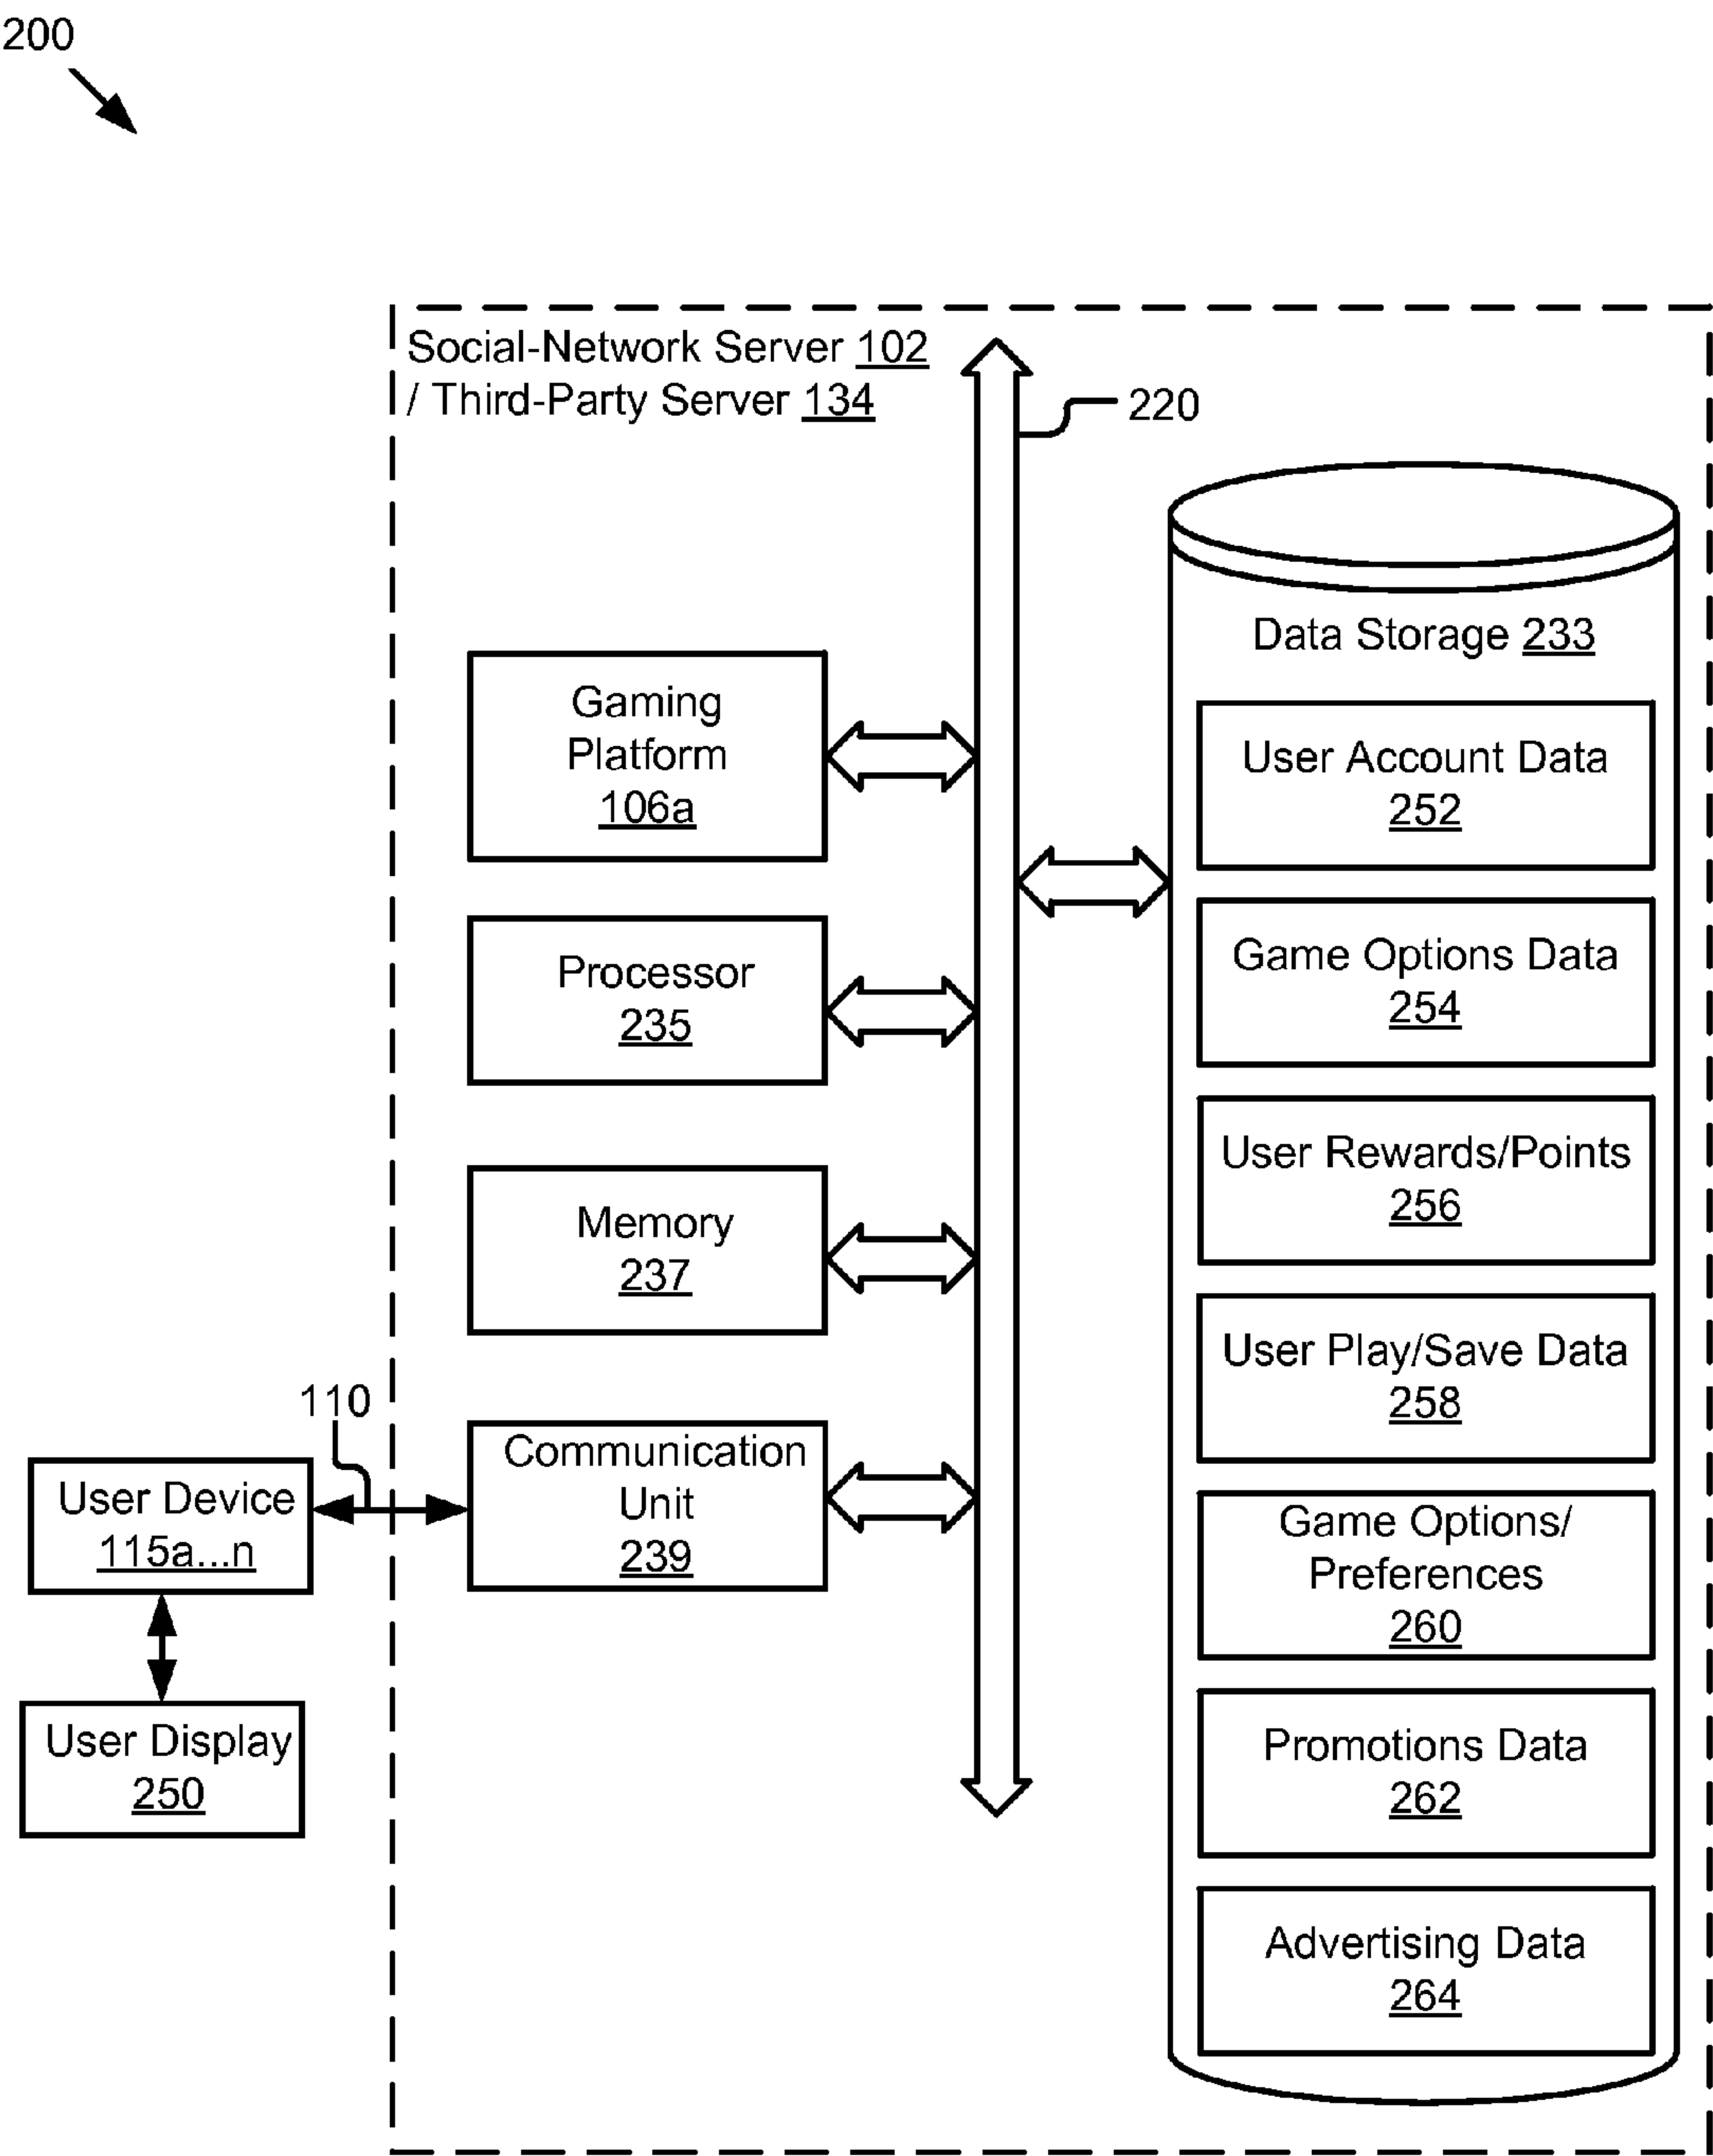 200
Social-Network Server 102
/ Third-Party Server 134
220
Data Storage 233
Gaming
Platform
106a
Processor
235
Memory
237
Communication
Unit
239
110
User Device
115a...n
User Display
250
User Account Data
252
Game Options Data
254
User Rewards/Points
256
User Play/Save Data
258
Game Options/
Preferences
260
Promotions Data
262
Advertising Data
264